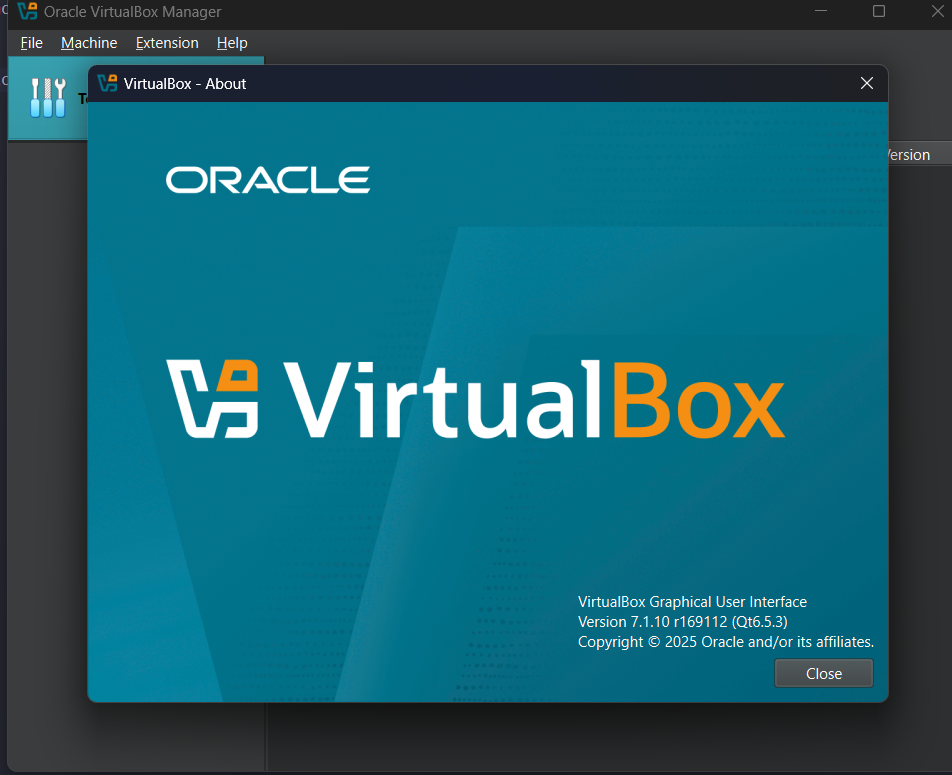 Oracle VirtualBox Manager
File Machine Extension Help
VirtualBox - About
ORACLE
VirtualBox
VirtualBox Graphical User Interface
Version 7.1.10 r169112 (Qt6.5.3)
Copyright © 2025 Oracle and/or its affiliates.
Close